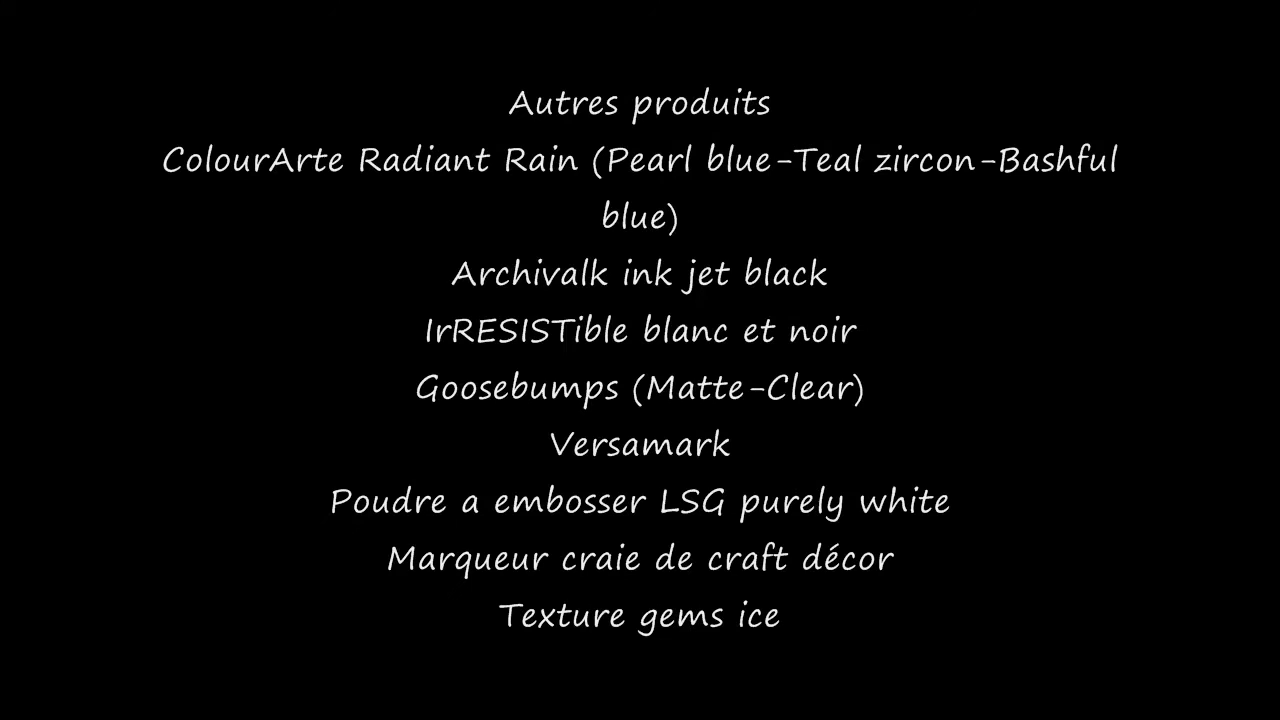 Autres produits
ColourArte Radiant Rain (Pearl blue-Teal zircon-Bashful
blue)
Archivalk ink jet black
IrRESISTible blanc et noir
Goosebumps (Matte-Clear)
Versamark
Poudre a embosser LSG purely white
Marqueur craie de craft décor
Texture gems ice